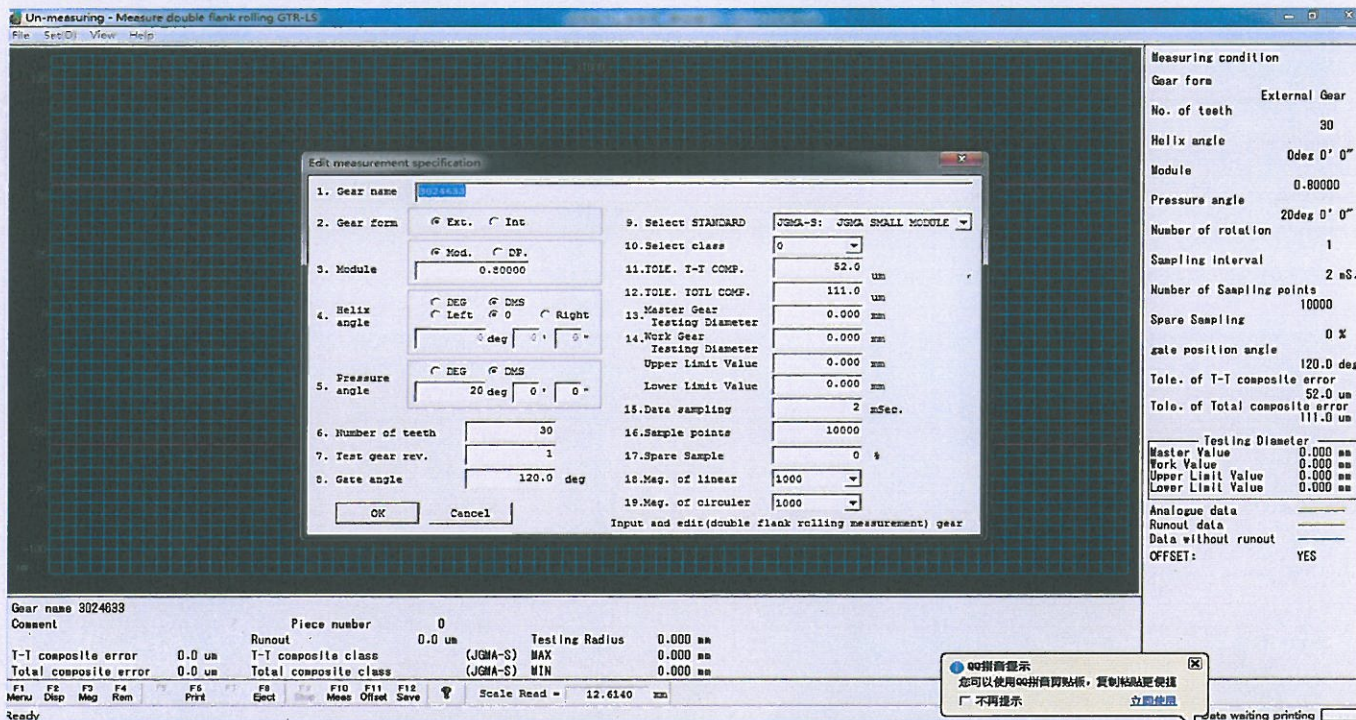 Un-measuring - Measure double flank rolling GTR-LS
File Set(D) View Help
Edit measurement specification
1. Gear name 3024633
2. Gear form Ext. Int
3. Module Mod. DP.
0.80000
4. Helix angle DEG DMS
Left 0 Right
0 deg 0 ' 0 "
5. Pressure angle DEG DMS
20 deg 0 ' 0 "
6. Number of teeth 30
7. Test gear rev. 1
8. Gate angle 120.0 deg
OK Cancel
9. Select STANDARD JGMA-S: JGMA SMALL MODULE
10.Select class 0
11.TOLE. T-T COMP. 52.0 um
12.TOLE. TOTL COMP. 111.0 um
13.Master Gear Testing Diameter 0.000 mm
14.Work Gear Testing Diameter 0.000 mm
Upper Limit Value 0.000 mm
Lower Limit Value 0.000 mm
15.Data sampling 2 mSec.
16.Sample points 10000
17.Spare Sample 0 %
18.Mag. of linear 1000
19.Mag. of circuler 1000
Input and edit(double flank rolling measurement) gear
Measuring condition
Gear form
External Gear
No. of teeth
30
Helix angle
0deg 0' 0"
Module
0.80000
Pressure angle
20deg 0' 0"
Number of rotation
1
Sampling interval
2 mS.
Number of Sampling points
10000
Spare Sampling
0 %
gate position angle
120.0 deg
Tole. of T-T composite error
52.0 um
Tole. of Total composite error
111.0 um
Testing Diameter
Master Value 0.000 mm
Work Value 0.000 mm
Upper Limit Value 0.000 mm
Lower Limit Value 0.000 mm
Analogue data
Runout data
Data without runout
OFFSET: YES
Gear name 3024633
Comment Piece number 0
Runout 0.0 um Testing Radius 0.000 mm
T-T composite error 0.0 um T-T composite class (JGMA-S) MAX 0.000 mm
Total composite error 0.0 um Total composite class (JGMA-S) MIN 0.000 mm
F1 Menu F2 Disp F3 Mag F4 Rem F5 F6 Print F7 F8 Eject F9 Stop F10 Meas F11 Offset F12 Save Scale Read = 12.6140 mm
QQ拼音提示
您可以使用QQ拼音剪贴板，复制粘贴更便捷
不再提示 立即使用
Ready
Data waiting printing